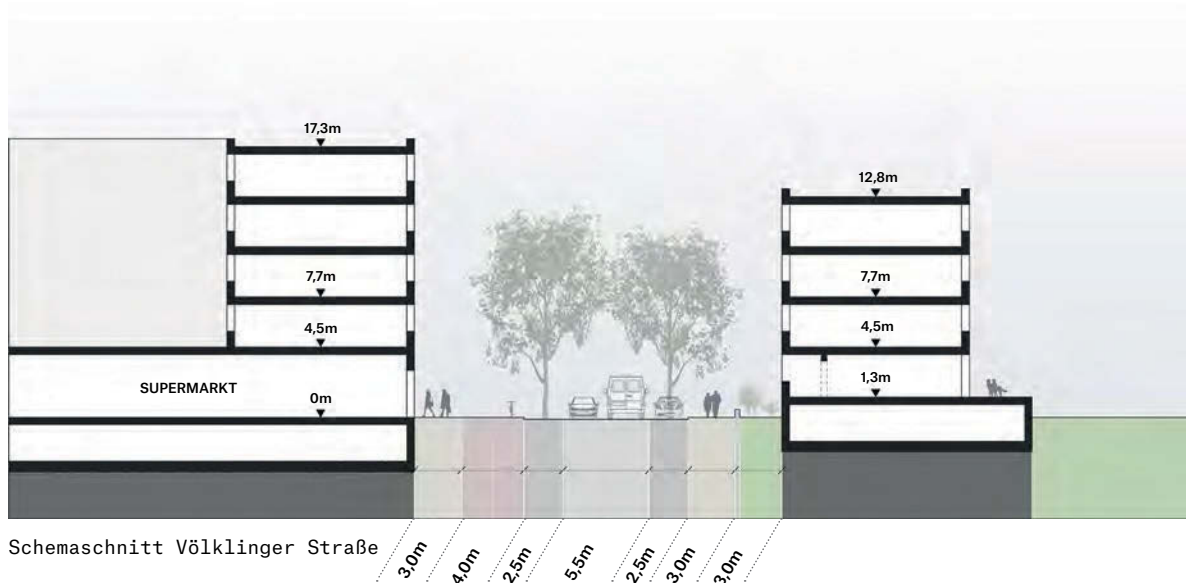 17,3m
12,8m
7,7m
7,7m
4,5m
4,5m
SUPERMARKT
0m
1,3m
Schemaschnitt Völklinger Straße
3,0m
4,0m
2,5m
5,5m
2,5m
3,0m
3,0m